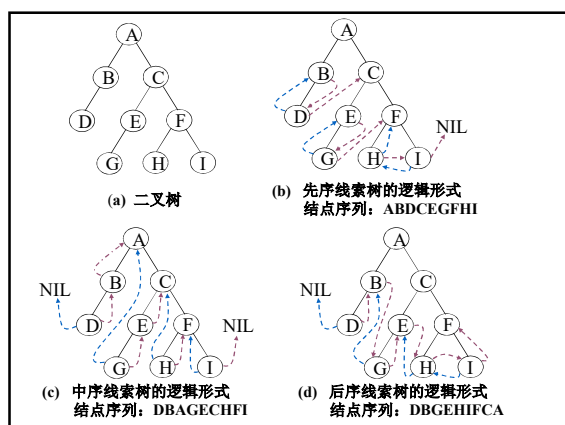 A
B C
D E F
G H I
(a) 二叉树
A
B C
D E F
NIL
G H I
(b) 先序线索树的逻辑形式
结点序列：ABDCEGFHI
A
B C
NIL
D E F
NIL
G H I
(c) 中序线索树的逻辑形式
结点序列：DBAGECHFI
A
B C
NIL
D E F
G H I
(d) 后序线索树的逻辑形式
结点序列：DBGEHIFCA